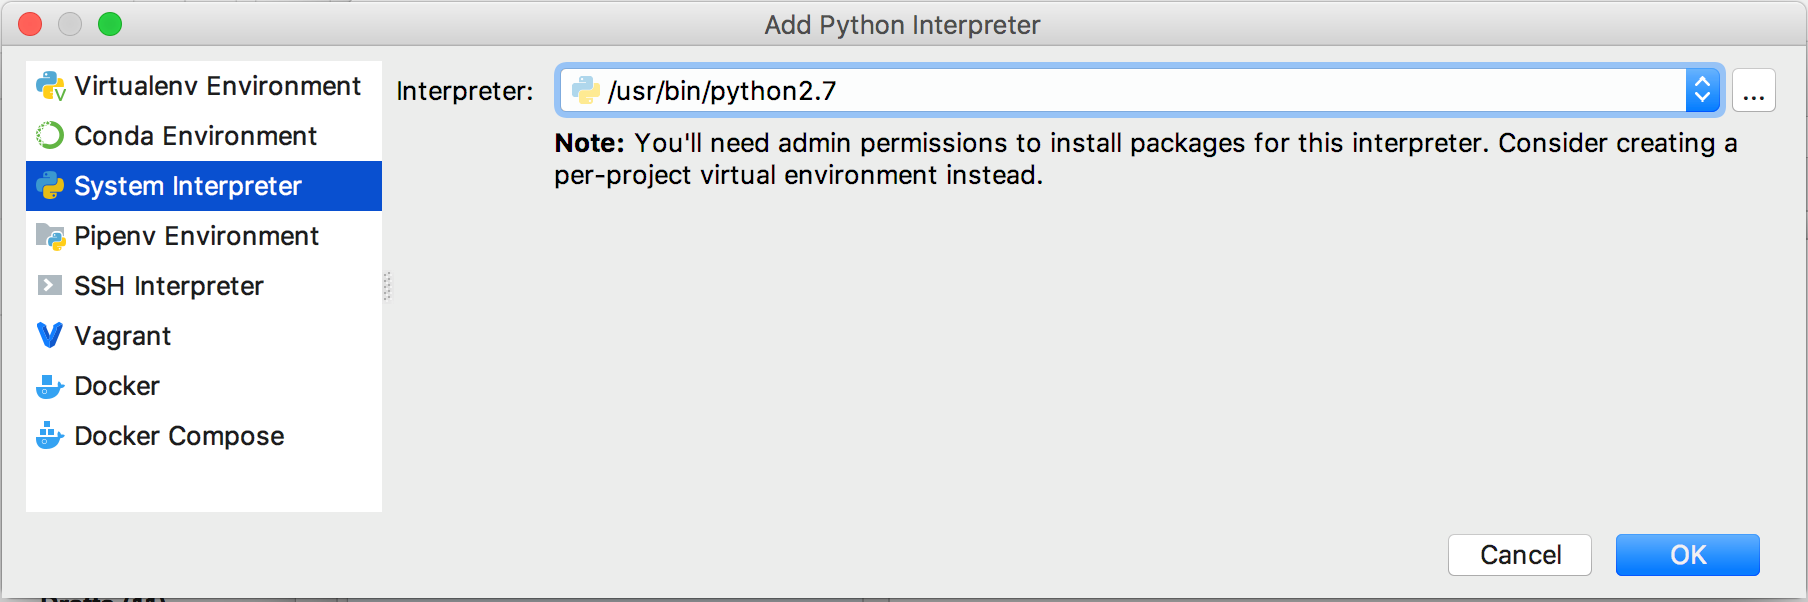 Add Python Interpreter
Virtualenv Environment
Conda Environment
System Interpreter
Pipenv Environment
SSH Interpreter
Vagrant
Docker
Docker Compose
Interpreter: /usr/bin/python2.7 ...
Note: You'll need admin permissions to install packages for this interpreter. Consider creating a
per-project virtual environment instead.
Cancel OK